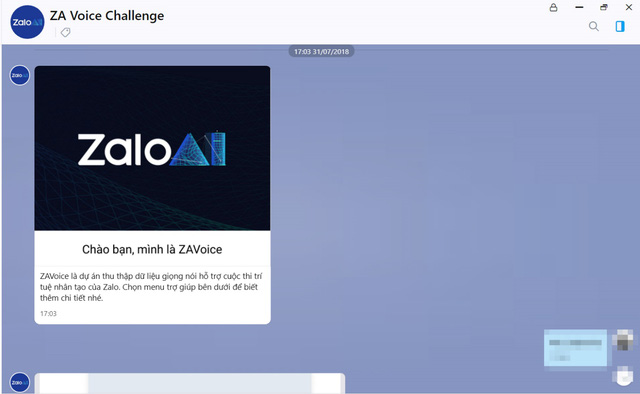 ZA Voice Challenge
17:03 31/07/2018
ZaloAI
Chào bạn, mình là ZAVoice
ZAVoice là dự án thu thập dữ liệu giọng nói hỗ trợ cuộc thi trí
tuệ nhân tạo của Zalo. Chọn menu trợ giúp bên dưới để biết
thêm chi tiết nhé.
17:03